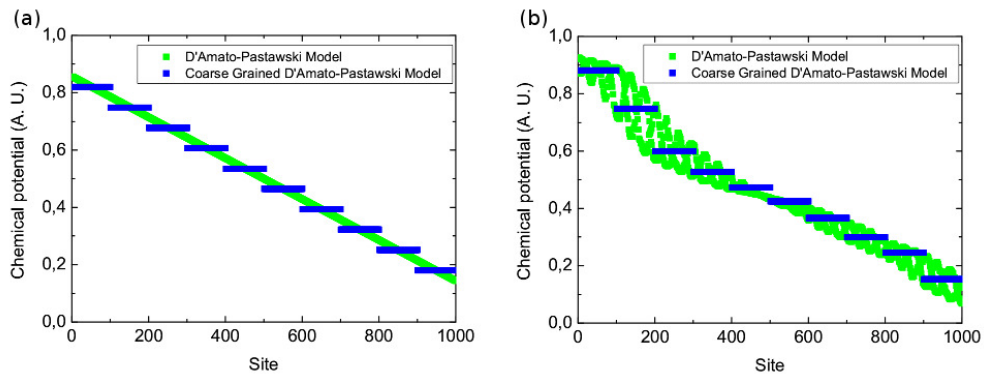 (a)
1,0
0,8
0,6
0,4
0,2
0,0
Chemical potential (A. U.)
D'Amato-Pastawski Model
Coarse Grained D'Amato-Pastawski Model
0
200
400
600
800
1000
Site
(b)
1,0
0,8
0,6
0,4
0,2
0,0
Chemical potential (A. U.)
D'Amato-Pastawski Model
Coarse Grained D'Amato-Pastawski Model
0
200
400
600
800
1000
Site